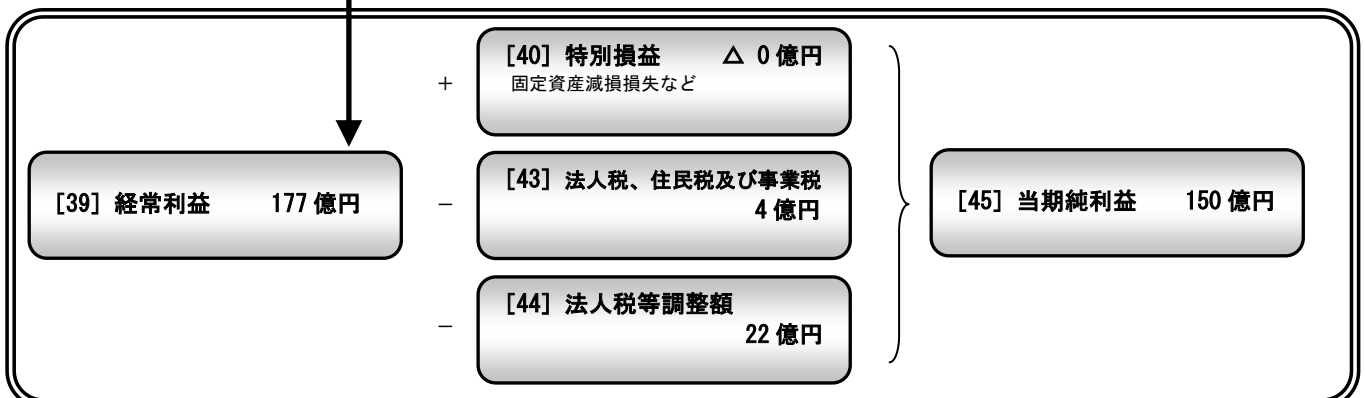 [39] 経常利益 177 億円
+
[40] 特別損益 △ 0 億円
固定資産減損損失など
－
[43] 法人税、住民税及び事業税
4 億円
－
[44] 法人税等調整額
22 億円
[45] 当期純利益 150 億円